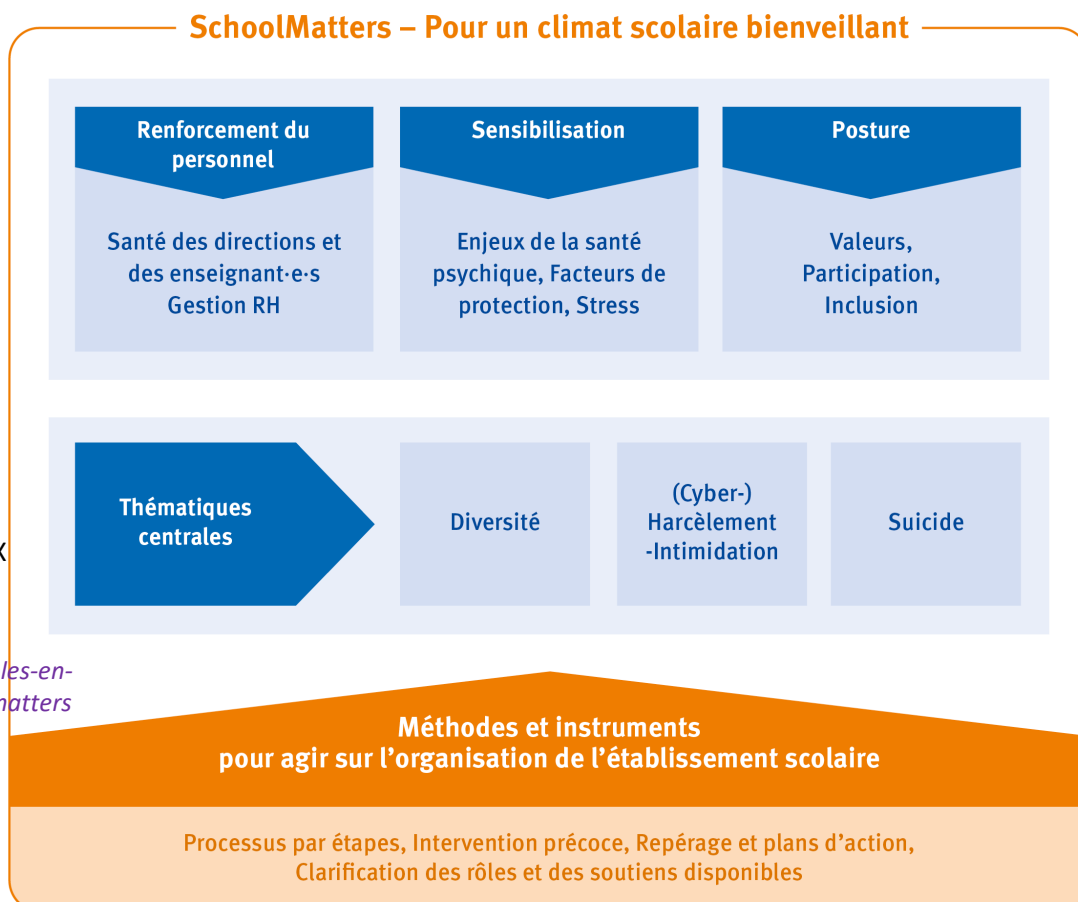 SchoolMatters – Pour un climat scolaire bienveillant
Renforcement du
personnel
Santé des directions et
des enseignant·e·s
Gestion RH
Sensibilisation
Enjeux de la santé
psychique, Facteurs de
protection, Stress
Posture
Valeurs,
Participation,
Inclusion
Thématiques
centrales
Diversité
(Cyber-)
Harcèlement
-Intimidation
Suicide
x
les-en-
matters
Méthodes et instruments
pour agir sur l’organisation de l’établissement scolaire
Processus par étapes, Intervention précoce, Repérage et plans d’action,
Clarification des rôles et des soutiens disponibles